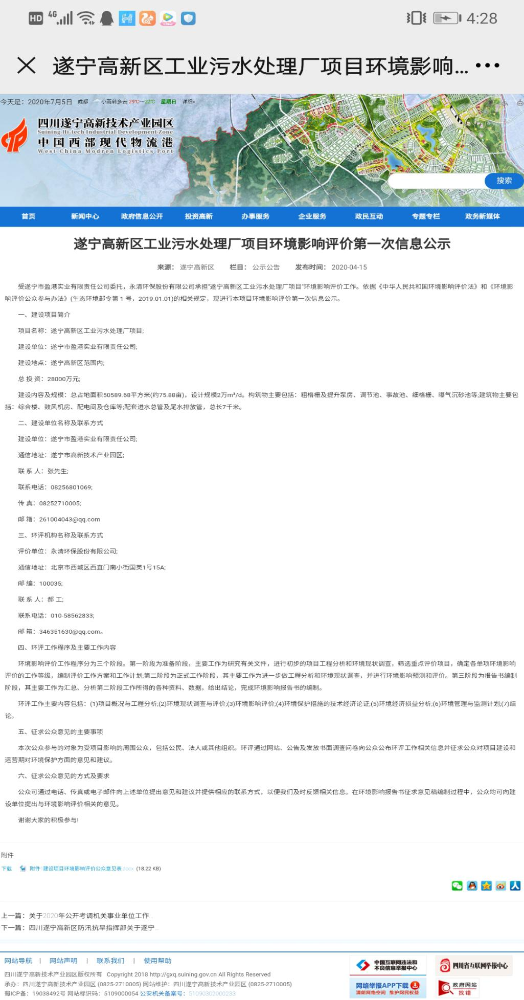 HD 4G 4:28
遂宁高新区工业污水处理厂项目环境影响...
今天是：2020年7月5日 成都 小雨转多云 29℃～22℃ 星期日 详细»
四川遂宁高新技术产业园区
Suining Hi-tech Industrial Development Zone
中国西部现代物流港
West China Modren Logistics Port
搜索
首页 新闻中心 政府信息公开 投资高新 办事服务 企业服务 政民互动 专题专栏 政务新媒体
遂宁高新区工业污水处理厂项目环境影响评价第一次信息公示
来源： 遂宁高新区 栏目： 公示公告 发布时间： 2020-04-15
受遂宁市盈港实业有限责任公司委托，永清环保股份有限公司承担"遂宁高新区工业污水处理厂项目"环境影响评价工作。依据《中华人民共和国环境影响评价法》和《环境影
响评价公众参与办法》(生态环境部令第 1 号，2019.01.01)的相关规定，现进行本项目环境影响评价第一次信息公示。
一、建设项目简介
项目名称：遂宁高新区工业污水处理厂项目;
建设单位：遂宁市盈港实业有限责任公司;
建设地点：遂宁高新区范围内;
总 投 资：28000万元;
建设内容及规模：总占地面积50589.68平方米(约75.88亩)，设计规模2万m³/d。构筑物主要包括：粗格栅及提升泵房、调节池、事故池、细格栅、曝气沉砂池等;建筑物主要包
括：综合楼、鼓风机房、配电间及仓库等;配套进水总管及尾水排放管，总长7千米。
二、建设单位名称及联系方式
建设单位：遂宁市盈港实业有限责任公司;
通信地址：遂宁市高新技术产业园区;
联 系 人：张先生;
联系电话：08256801069;
传 真：08252710005;
邮 箱：261004043@qq.com
三、环评机构名称及联系方式
评价单位：永清环保股份有限公司;
通信地址：北京市西城区西直门南小街国英1号15A;
邮 编：100035;
联 系 人：郝 工;
联系电话：010-58562833;
邮 箱：346351630@qq.com。
四、环评工作程序及主要工作内容
环境影响评价工作程序分为三个阶段。第一阶段为准备阶段，主要工作为研究有关文件，进行初步的项目工程分析和环境现状调查，筛选重点评价项目，确定各单项环境影响
评价的工作等级，编制评价工作方案和工作计划;第二阶段为正式工作阶段，其主要工作为进一步做工程分析和环境现状调查，并进行环境影响预测和评价。第三阶段为报告书编制
阶段，其主要工作为汇总、分析第二阶段工作所得的各种资料、数据，给出结论，完成环境影响报告书的编制。
环评工作主要内容包括：(1)项目概况与工程分析;(2)环境现状调查与评价;(3)环境影响评价;(4)环境保护措施的技术经济论证;(5)环境经济损益分析;(6)环境管理与监测计划;(7)结
论。
五、征求公众意见的主要事项
本次公众参与的对象为受项目影响的周围公众，包括公民、法人或其他组织。环评通过网站、公告及发放书面调查问卷向公众公布环评工作相关信息并征求公众对项目建设和
运营期对环境保护方面的意见和建议。
六、征求公众意见的方式及要求
公众可通过电话、传真或电子邮件向上述单位提出意见和建议并提供相应的联系方式，以便我们及时反馈相关信息。在环境影响报告书征求意见稿编制过程中，公众均可向建
设单位提出与环境影响评价相关的意见。
谢谢大家的积极参与!
附件
下载 附件1建设项目环境影响评价公众意见表.docx (18.22 KB)
上一篇：关于2020年公开考调机关事业单位工作...
下一篇：四川遂宁高新区防汛抗旱指挥部关于遂宁...
网站导航 | 网站声明 | 联系我们 | 使用帮助
四川遂宁高新技术产业园区版权所有 Copyright 2018 http://gxq.suining.gov.cn All Rights Reserved
承办：四川遂宁高新技术产业园区 (0825-2710005) 网站维护：四川遂宁高新技术产业园区 (0825-2710005)
蜀ICP备：19038492号 网站标识码：5109000054 公安机关备案号：51090302000233
中国互联网违法和
不良信息举报中心
四川省互联网举报中心
网络举报APP下载
清朗网络空间 维护网民权益
政府网站
找错